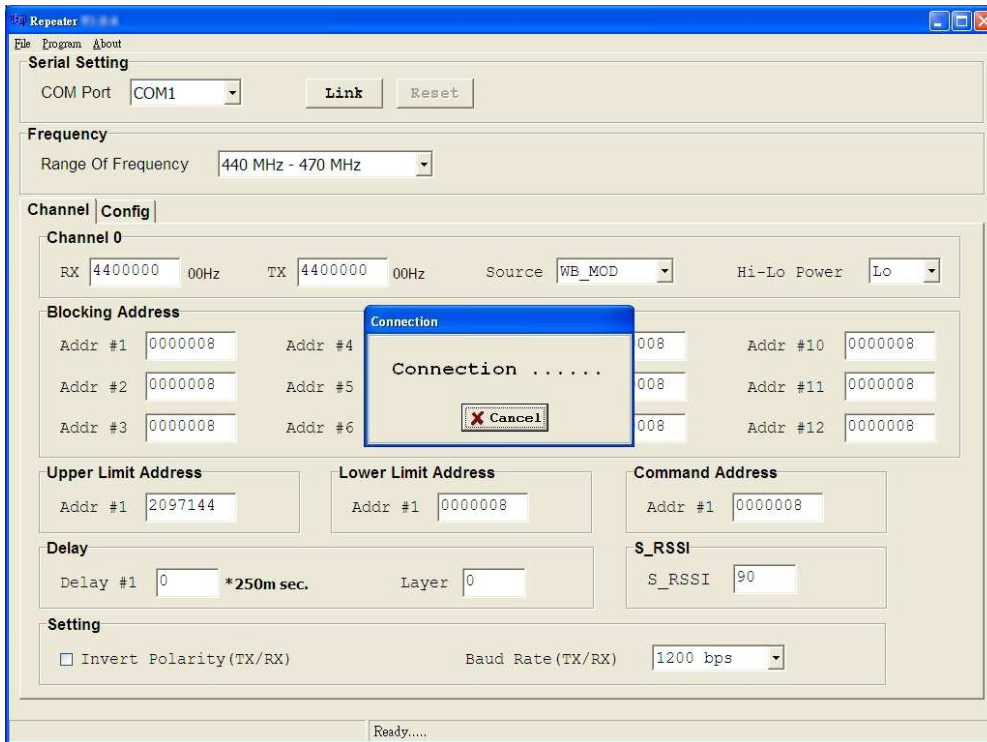 Repeater
File Program About
Serial Setting
COM Port COM1 Link Reset
Frequency
Range Of Frequency 440 MHz - 470 MHz
Channel Config
Channel 0
RX 4400000 00Hz TX 4400000 00Hz Source WB_MOD Hi-Lo Power Lo
Blocking Address
Addr #1 0000008 Addr #4 008 Addr #10 0000008
Addr #2 0000008 Addr #5 008 Addr #11 0000008
Addr #3 0000008 Addr #6 008 Addr #12 0000008
Connection
Connection ......
Cancel
Upper Limit Address Lower Limit Address Command Address
Addr #1 2097144 Addr #1 0000008 Addr #1 0000008
Delay S_RSSI
Delay #1 0 *250m sec. Layer 0 S_RSSI 90
Setting
Invert Polarity(TX/RX) Baud Rate(TX/RX) 1200 bps
Ready.....